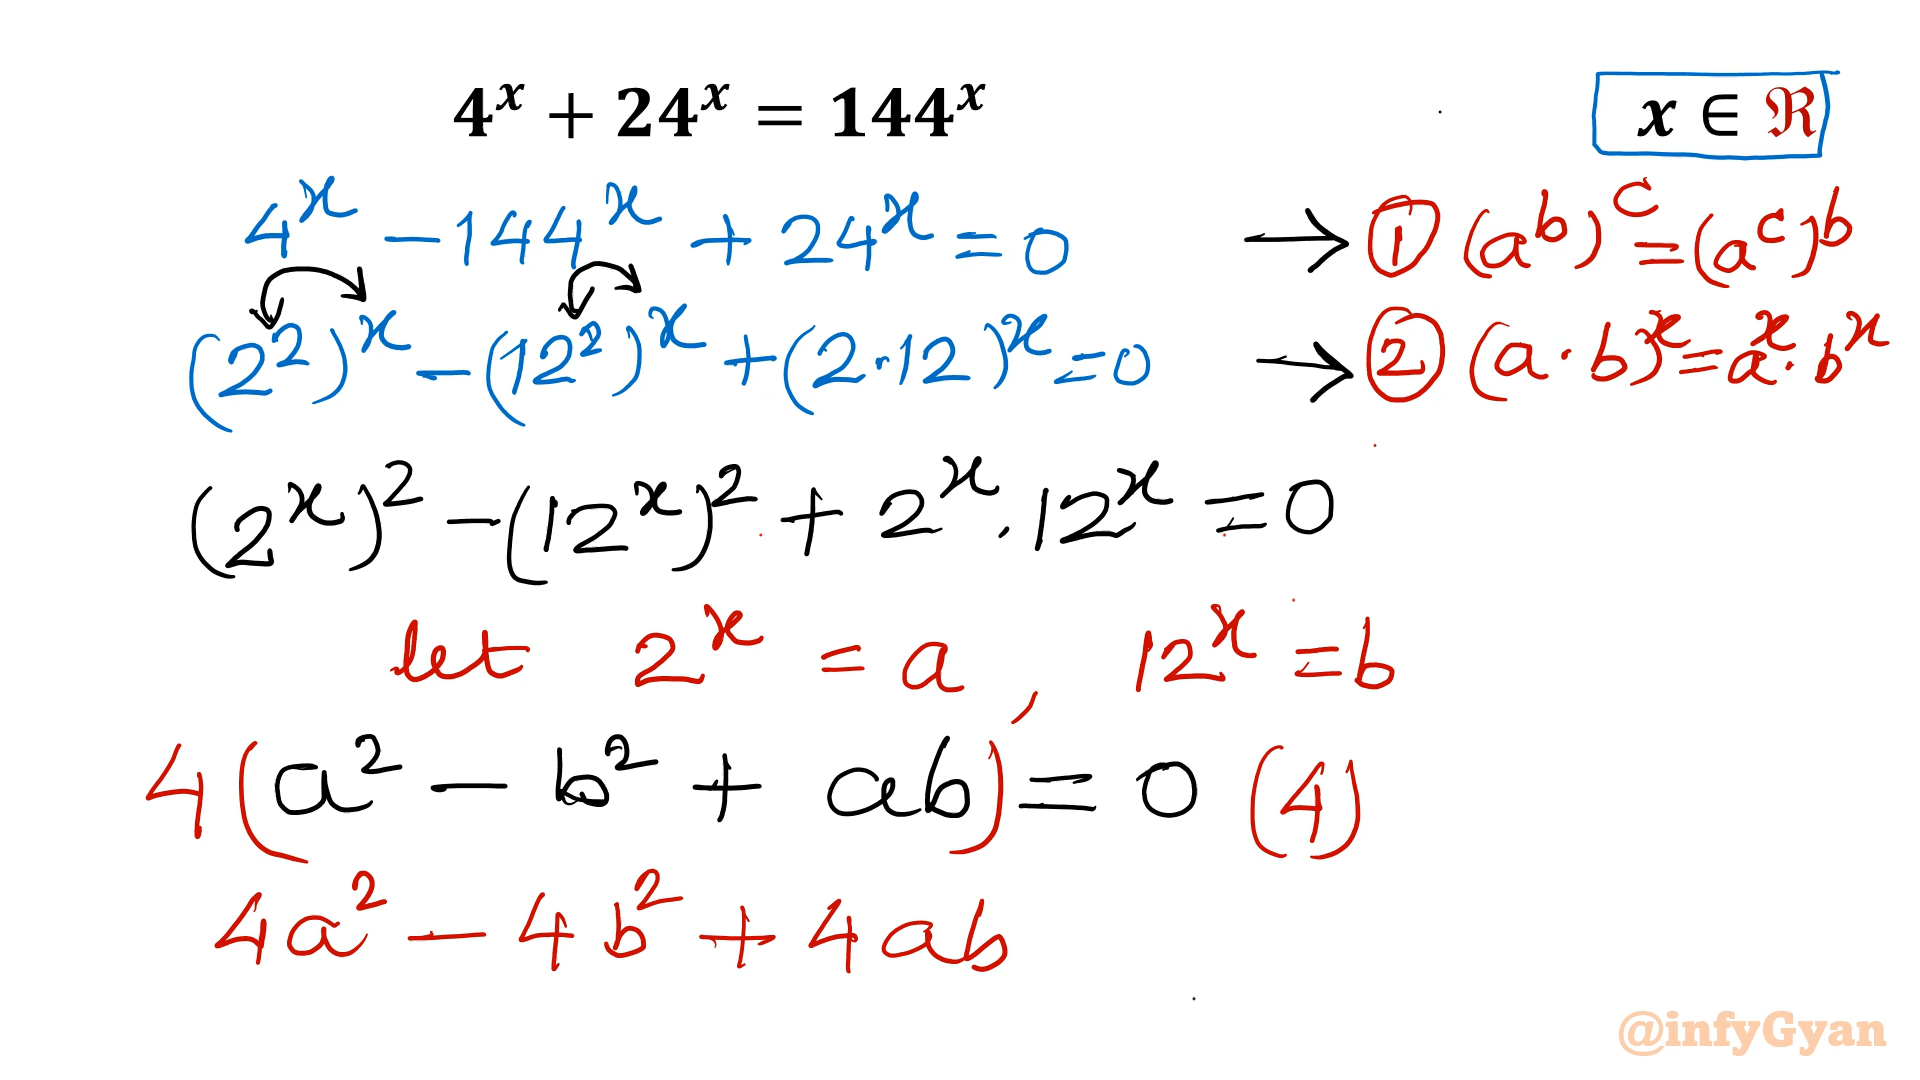 4^x + 24^x = 144^x x ∈ ℜ
4^x − 144^x + 24^x = 0 → ① (a^b)^c = (a^c)^b
(2^2)^x − (12^2)^x + (2·12)^x = 0 → ② (a·b)^x = a^x · b^x
(2^x)^2 − (12^x)^2 + 2^x · 12^x = 0
let 2^x = a, 12^x = b
4(a^2 − b^2 + ab) = 0 (4)
4a^2 − 4b^2 + 4ab
@infyGyan